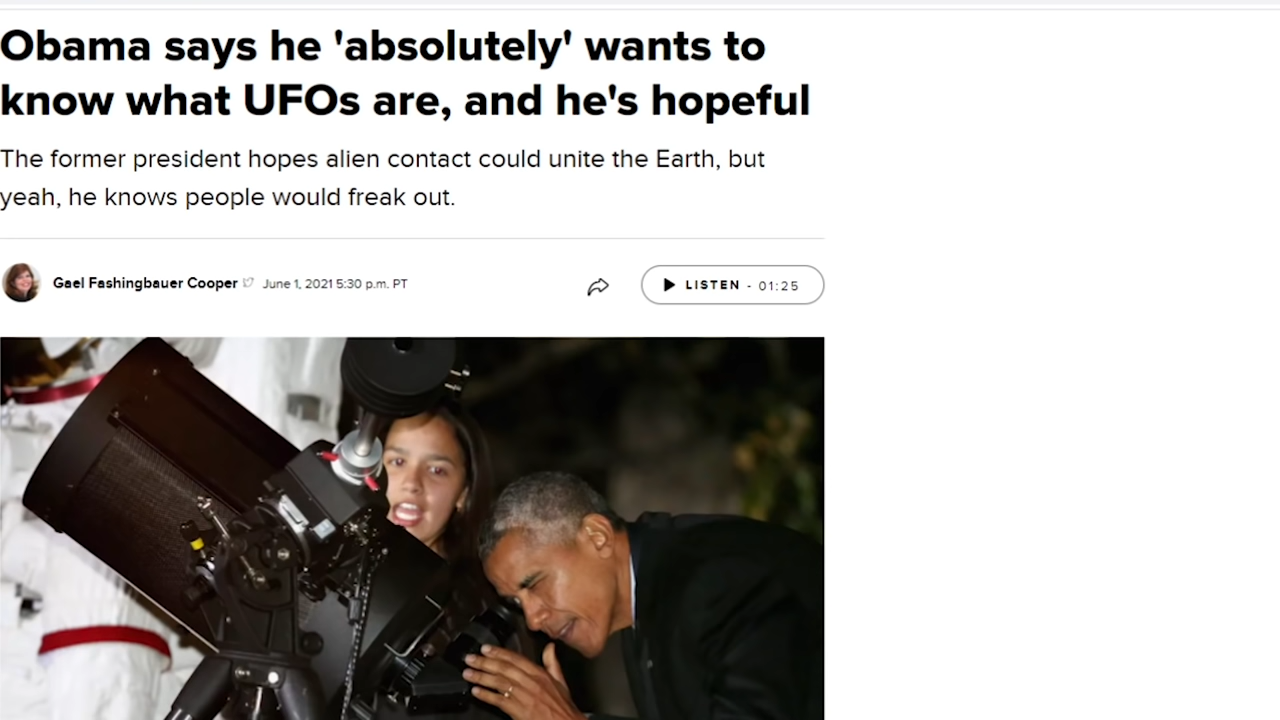 Obama says he 'absolutely' wants to
know what UFOs are, and he's hopeful
The former president hopes alien contact could unite the Earth, but
yeah, he knows people would freak out.
Gael Fashingbauer Cooper June 1, 2021 5:30 p.m. PT
LISTEN - 01:25